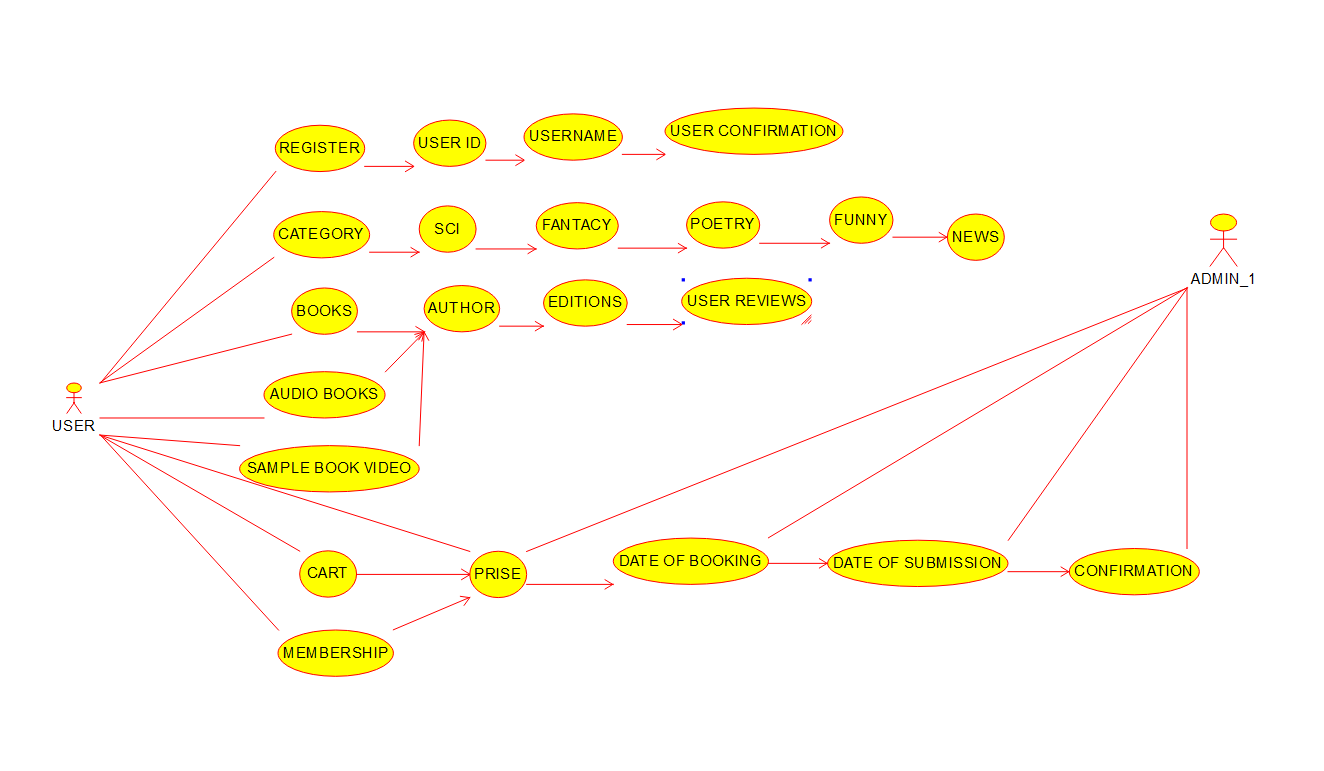 REGISTER
USER ID
USERNAME
USER CONFIRMATION
CATEGORY
SCI
FANTACY
POETRY
FUNNY
NEWS
ADMIN_1
BOOKS
AUTHOR
EDITIONS
USER REVIEWS
AUDIO BOOKS
USER
SAMPLE BOOK VIDEO
CART
PRISE
DATE OF BOOKING
DATE OF SUBMISSION
CONFIRMATION
MEMBERSHIP